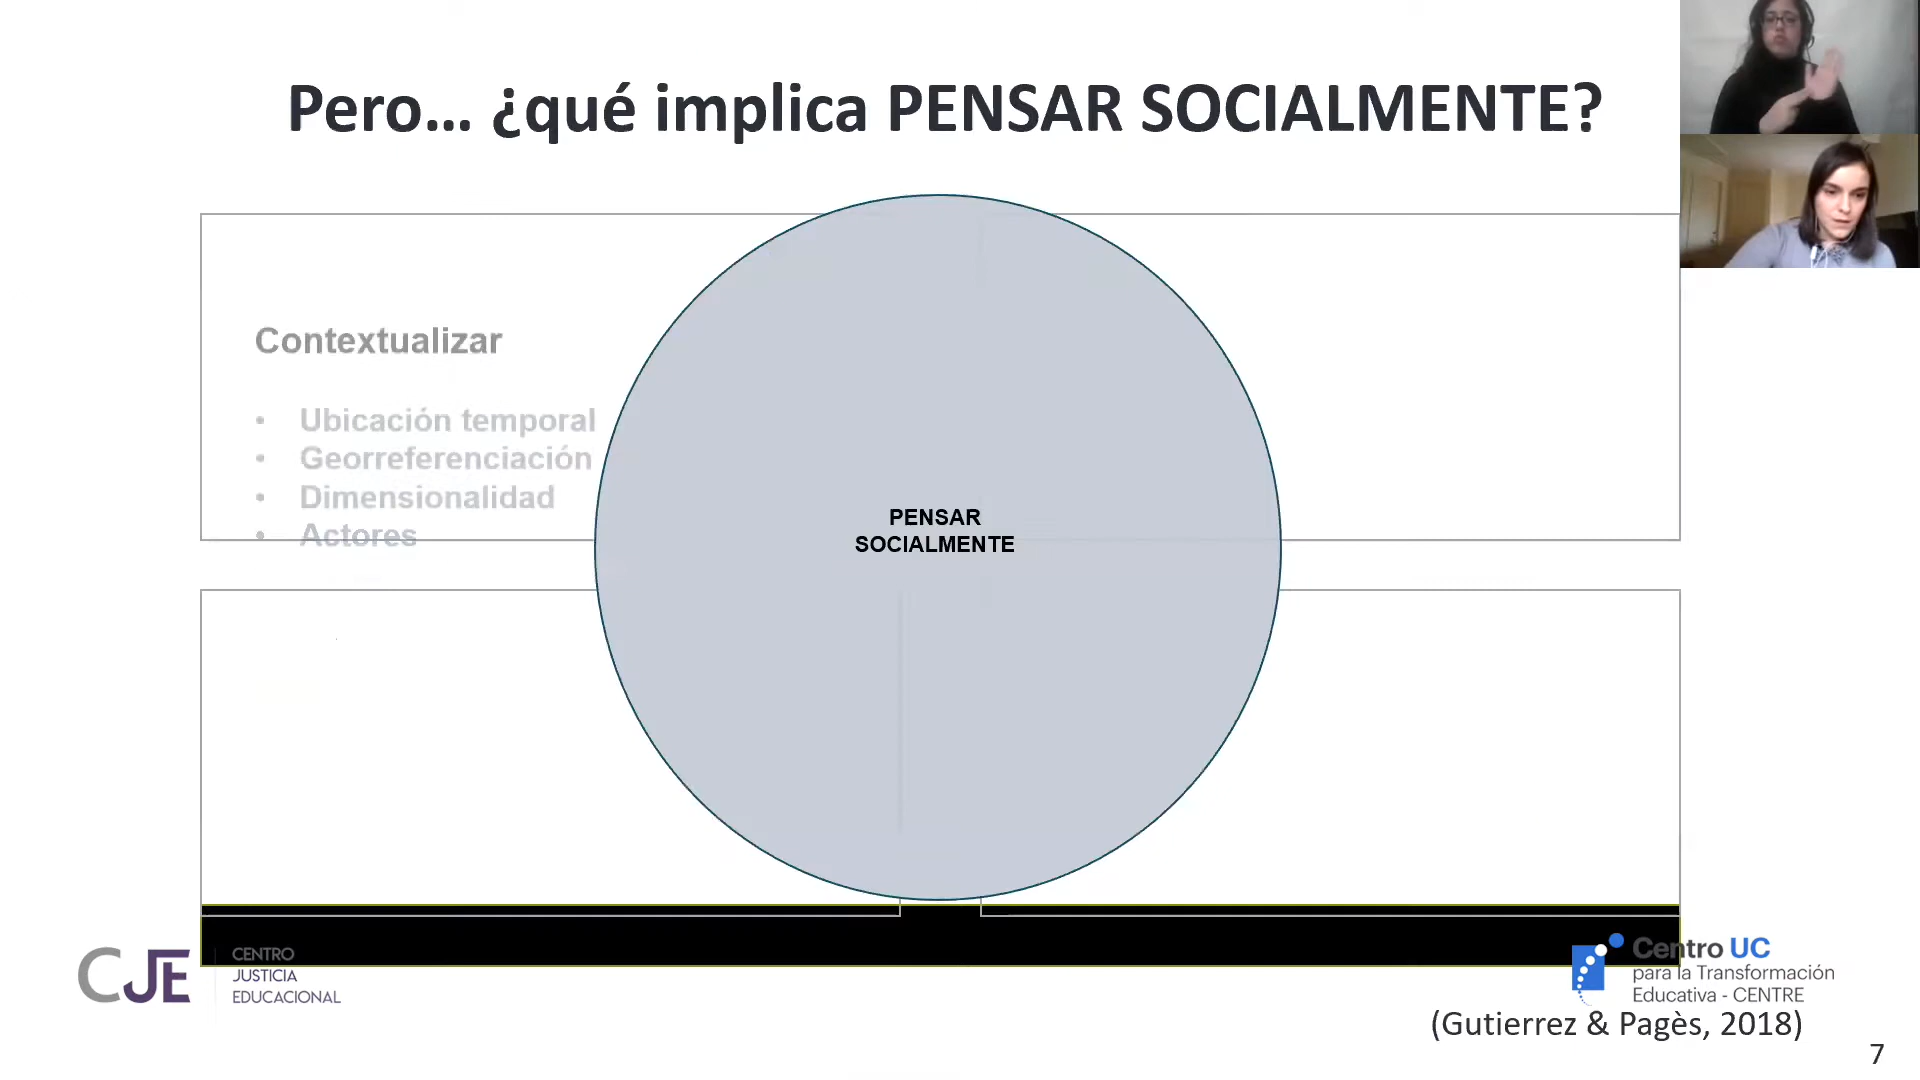 Pero... ¿qué implica PENSAR SOCIALMENTE?
Contextualizar
• Ubicación temporal
• Georreferenciación
• Dimensionalidad
• Actores
PENSAR
SOCIALMENTE
CJE
CENTRO
JUSTICIA
EDUCACIONAL
Centro UC
para la Transformación
Educativa - CENTRE
(Gutierrez & Pagès, 2018)
7